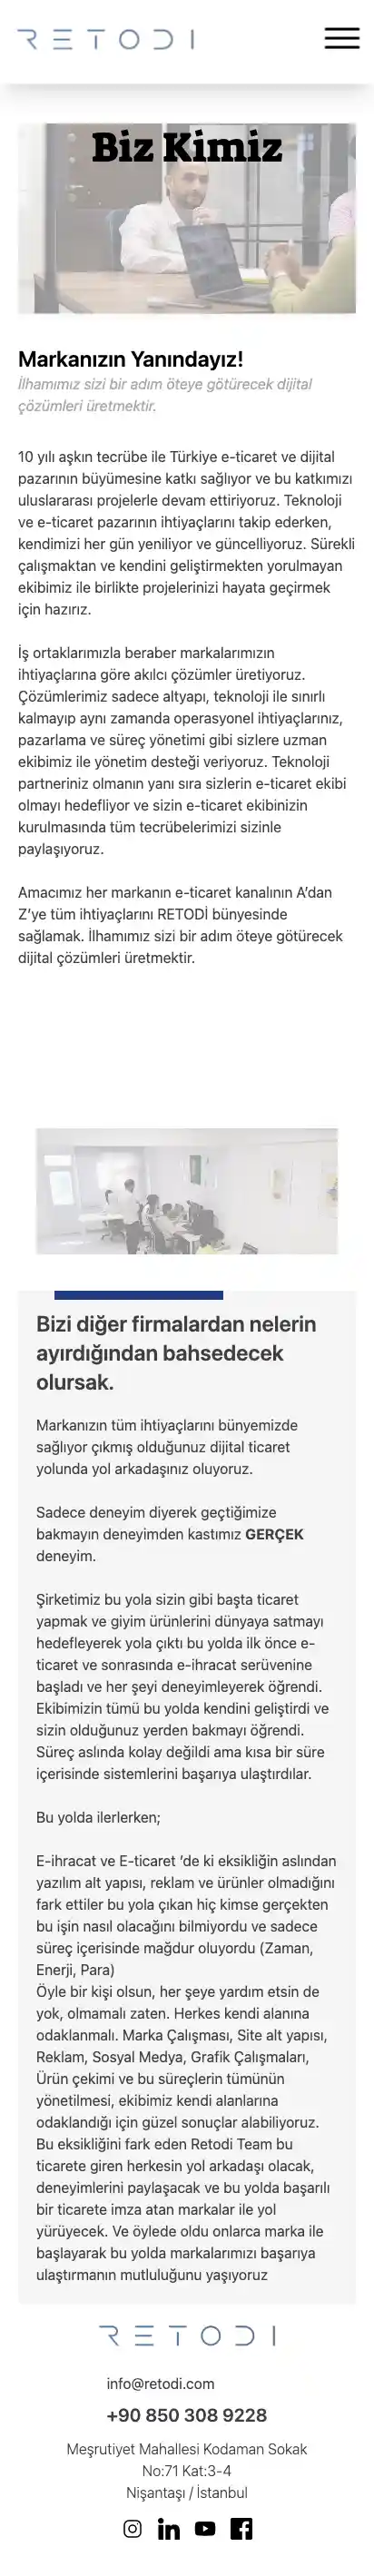 RETODI
Biz Kimiz
Markanızın Yanındayız!
İlhamımız sizi bir adım öteye götürecek dijital
çözümleri üretmektir.
10 yılı aşkın tecrübe ile Türkiye e-ticaret ve dijital
pazarının büyümesine katkı sağlıyor ve bu katkımızı
uluslararası projelerle devam ettiriyoruz. Teknoloji
ve e-ticaret pazarının ihtiyaçlarını takip ederken,
kendimizi her gün yeniliyor ve güncelliyoruz. Sürekli
çalışmaktan ve kendini geliştirmekten yorulmayan
ekibimiz ile birlikte projelerinizi hayata geçirmek
için hazırız.
İş ortaklarımızla beraber markalarımızın
ihtiyaçlarına göre akılcı çözümler üretiyoruz.
Çözümlerimiz sadece altyapı, teknoloji ile sınırlı
kalmayıp aynı zamanda operasyonel ihtiyaçlarınız,
pazarlama ve süreç yönetimi gibi sizlere uzman
ekibimiz ile yönetim desteği veriyoruz. Teknoloji
partneriniz olmanın yanı sıra sizlerin e-ticaret ekibi
olmayı hedefliyor ve sizin e-ticaret ekibinizin
kurulmasında tüm tecrübelerimizi sizinle
paylaşıyoruz.
Amacımız her markanın e-ticaret kanalının A’dan
Z’ye tüm ihtiyaçlarını RETODİ bünyesinde
sağlamak. İlhamımız sizi bir adım öteye götürecek
dijital çözümleri üretmektir.
Bizi diğer firmalardan nelerin
ayırdığından bahsedecek
olursak.
Markanızın tüm ihtiyaçlarını bünyemizde
sağlıyor çıkmış olduğunuz dijital ticaret
yolunda yol arkadaşınız oluyoruz.
Sadece deneyim diyerek geçtiğimize
bakmayın deneyimden kastımız GERÇEK
deneyim.
Şirketimiz bu yola sizin gibi başta ticaret
yapmak ve giyim ürünlerini dünyaya satmayı
hedefleyerek yola çıktı bu yolda ilk önce e-
ticaret ve sonrasında e-ihracat serüvenine
başladı ve her şeyi deneyimleyerek öğrendi.
Ekibimizin tümü bu yolda kendini geliştirdi ve
sizin olduğunuz yerden bakmayı öğrendi.
Süreç aslında kolay değildi ama kısa bir süre
içerisinde sistemlerini başarıya ulaştırdılar.
Bu yolda ilerlerken;
E-ihracat ve E-ticaret ‘de ki eksikliğin aslından
yazılım alt yapısı, reklam ve ürünler olmadığını
fark ettiler bu yola çıkan hiç kimse gerçekten
bu işin nasıl olacağını bilmiyordu ve sadece
süreç içerisinde mağdur oluyordu (Zaman,
Enerji, Para)
Öyle bir kişi olsun, her şeye yardım etsin de
yok, olmamalı zaten. Herkes kendi alanına
odaklanmalı. Marka Çalışması, Site alt yapısı,
Reklam, Sosyal Medya, Grafik Çalışmaları,
Ürün çekimi ve bu süreçlerin tümünün
yönetilmesi, ekibimiz kendi alanlarına
odaklandığı için güzel sonuçlar alabiliyoruz.
Bu eksikliğini fark eden Retodi Team bu
ticarete giren herkesin yol arkadaşı olacak,
deneyimlerini paylaşacak ve bu yolda başarılı
bir ticarete imza atan markalar ile yol
yürüyecek. Ve öylede oldu onlarca marka ile
başlayarak bu yolda markalarımızı başarıya
ulaştırmanın mutluluğunu yaşıyoruz
RETODI
info@retodi.com
+90 850 308 9228
Meşrutiyet Mahallesi Kodaman Sokak
No:71 Kat:3-4
Nişantaşı / İstanbul